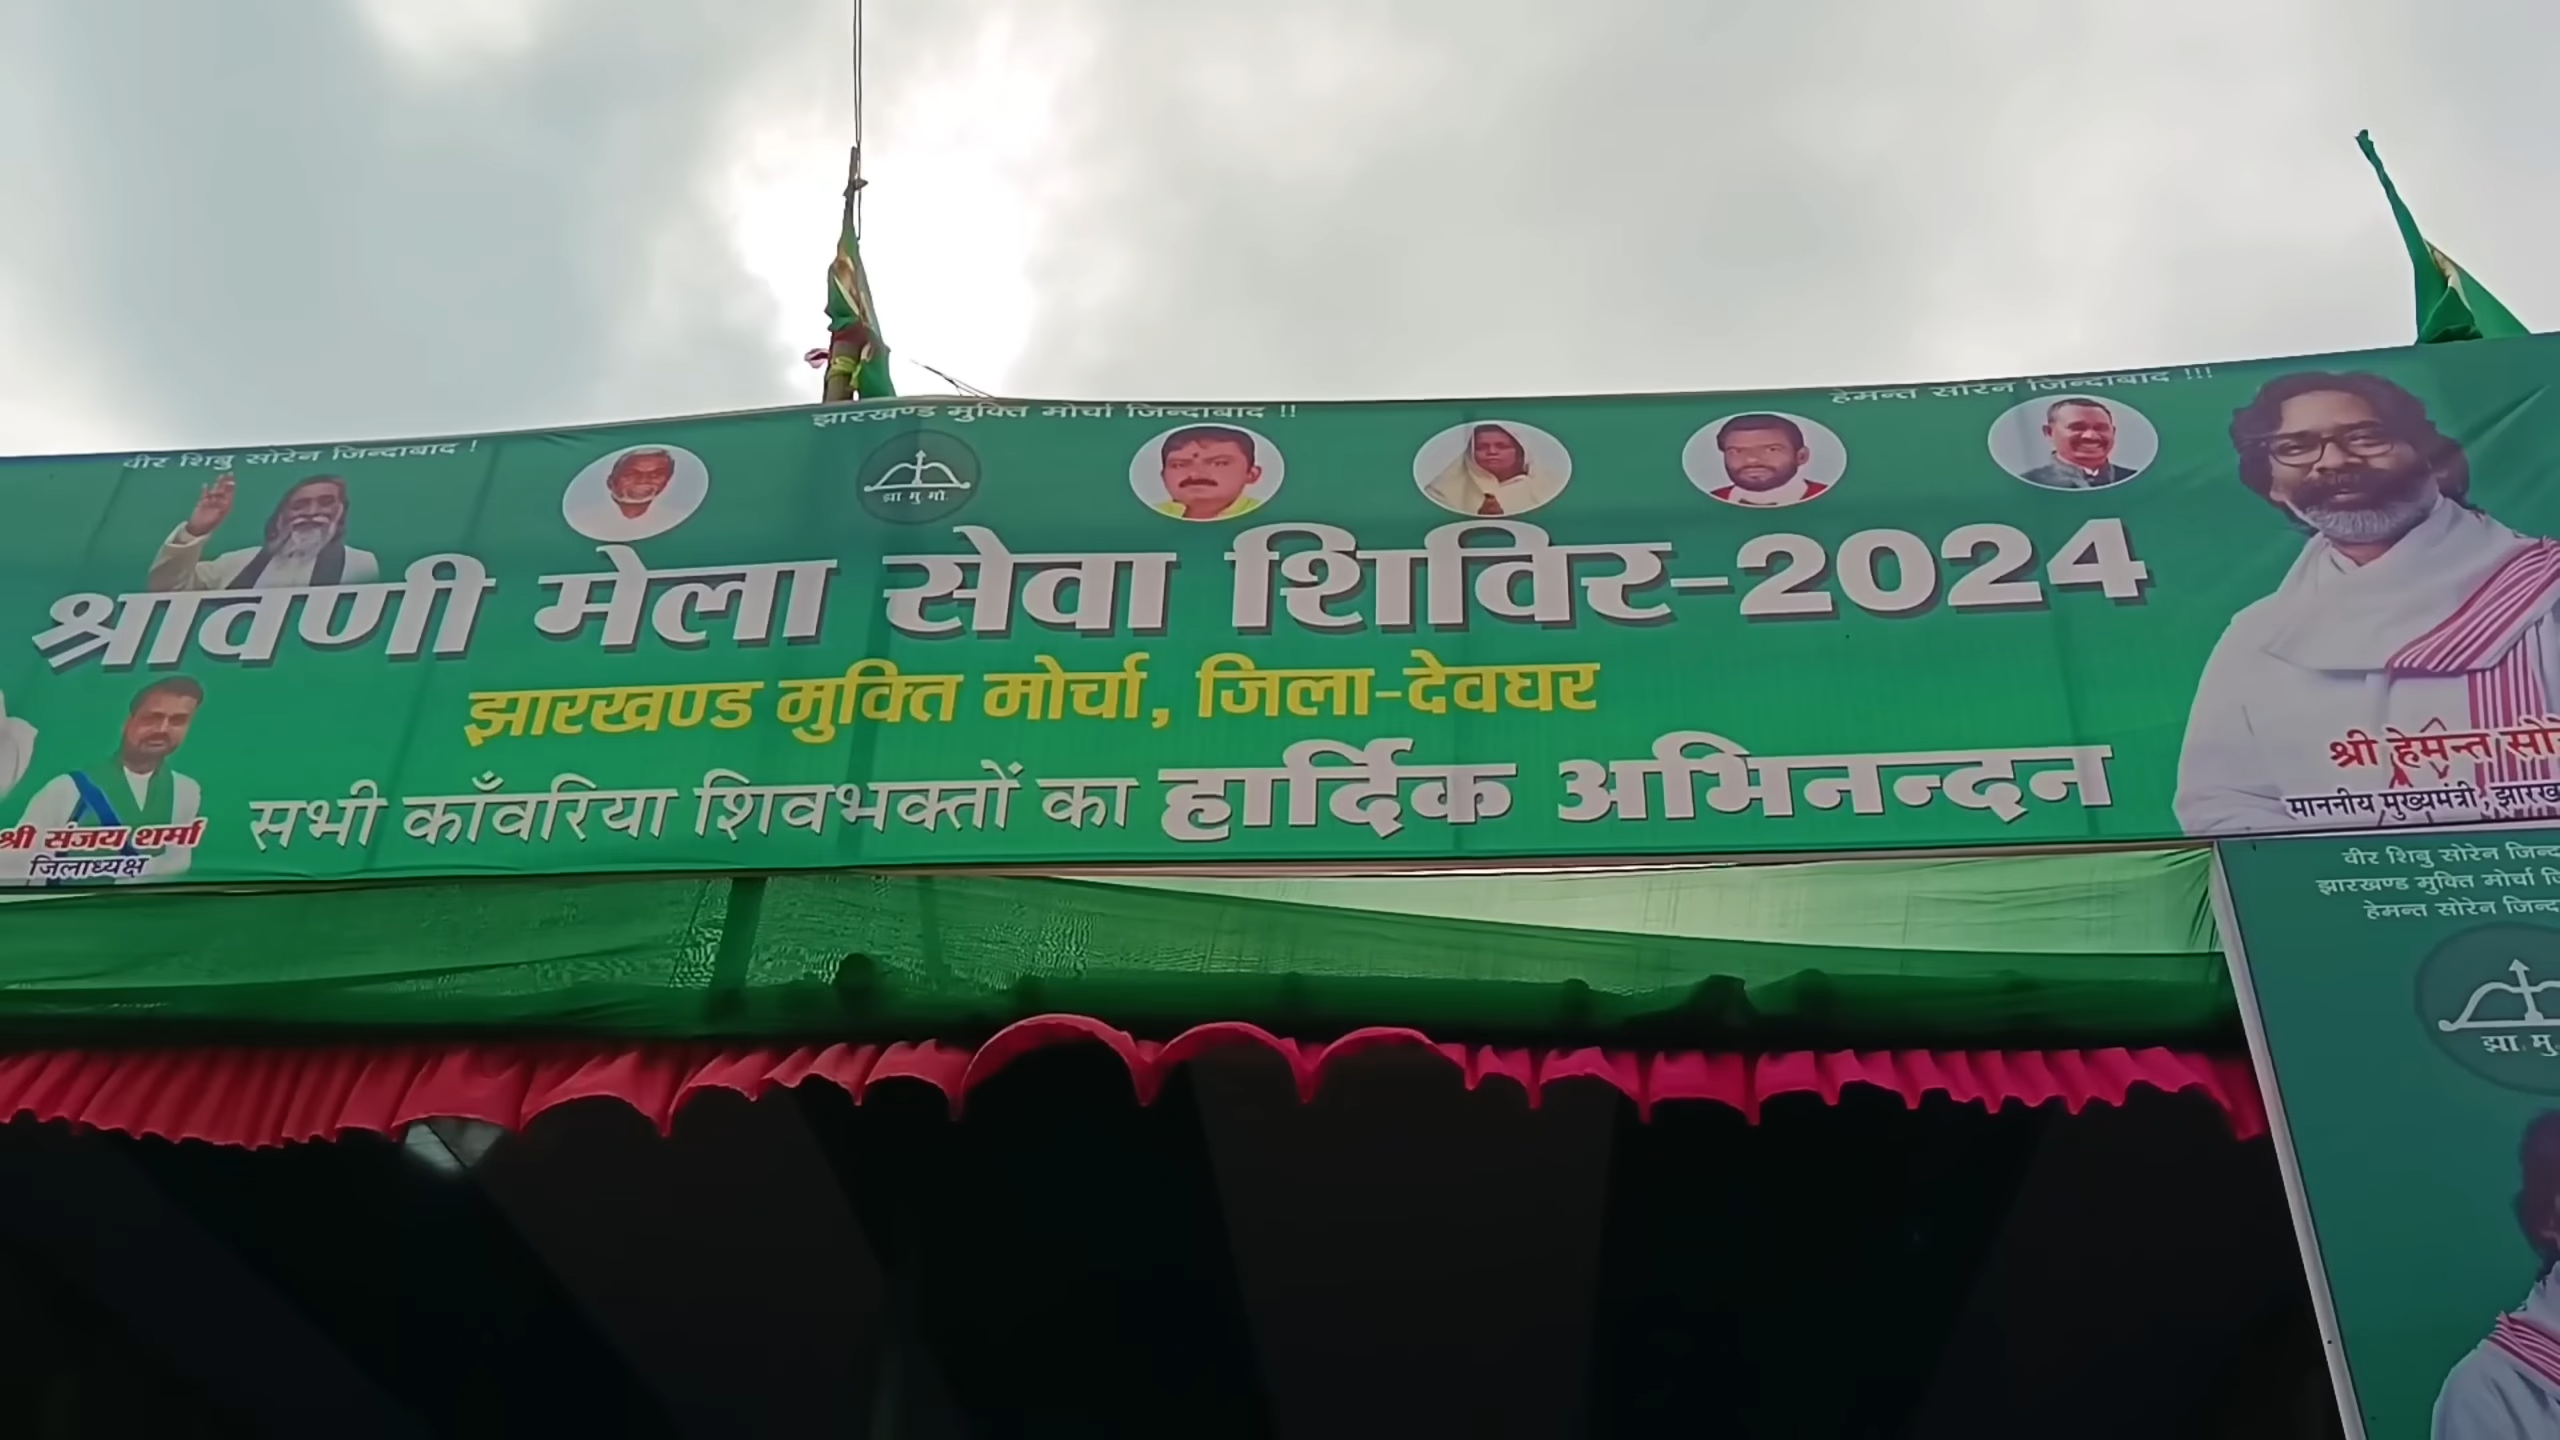 वीर शिबु सोरेन जिन्दाबाद !
झारखण्ड मुक्ति मोर्चा जिन्दाबाद !!
हेमन्त सोरेन जिन्दाबाद !!!
झा.मु.मो.
श्रावणी मेला सेवा शिविर-2024
झारखण्ड मुक्ति मोर्चा, जिला-देवघर
सभी काँवरिया शिवभक्तों का हार्दिक अभिनन्दन
श्री संजय शर्मा
जिलाध्यक्ष
श्री हेमन्त
माननीय मुख्यमंत्री,
वीर शिबु सोरेन
झारखण्ड मुक्ति मोर्चा
हेमन्त सोरेन
झा.मु.